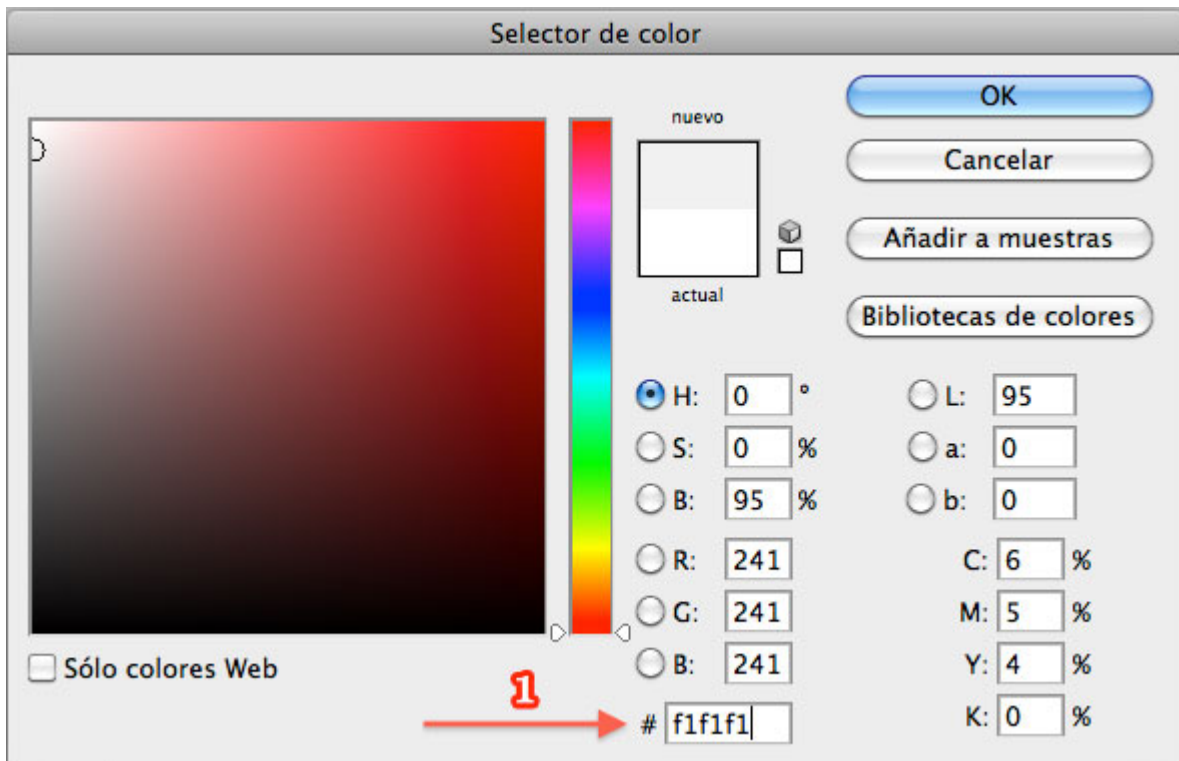 Selector de color
nuevo
actual
OK
Cancelar
Añadir a muestras
Bibliotecas de colores
H: 0 °
S: 0 %
B: 95 %
R: 241
G: 241
B: 241
# f1f1f1
L: 95
a: 0
b: 0
C: 6 %
M: 5 %
Y: 4 %
K: 0 %
Sólo colores Web
1